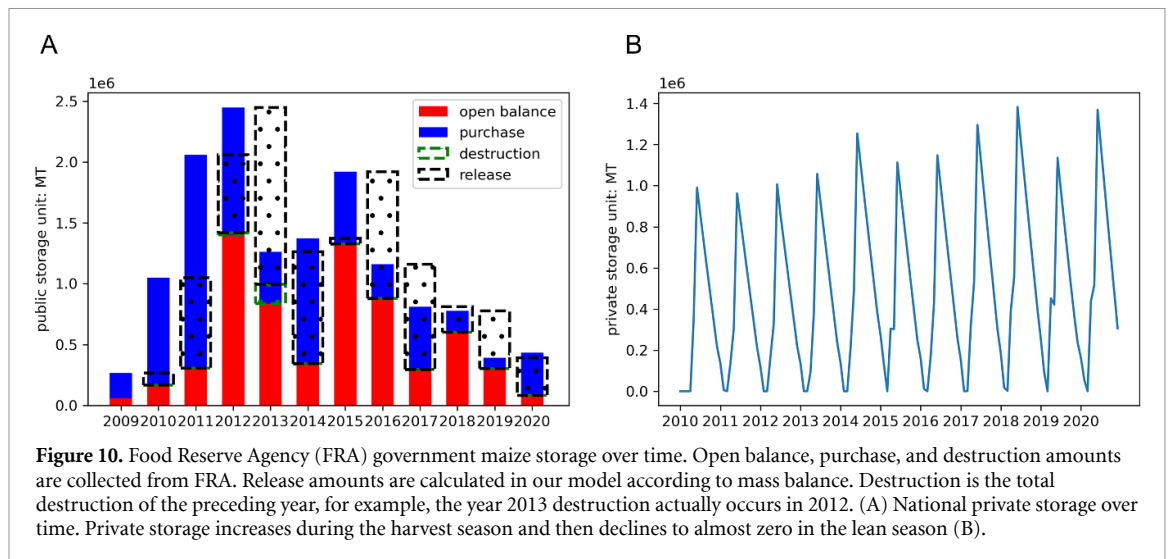 A
B
1e6
public storage unit: MT
2.5
2.0
1.5
1.0
0.5
0.0
open balance
purchase
destruction
release
2009 2010 2011 2012 2013 2014 2015 2016 2017 2018 2019 2020
1e6
private storage unit: MT
1.4
1.2
1.0
0.8
0.6
0.4
0.2
0.0
2010 2011 2012 2013 2014 2015 2016 2017 2018 2019 2020
Figure 10. Food Reserve Agency (FRA) government maize storage over time. Open balance, purchase, and destruction amounts
are collected from FRA. Release amounts are calculated in our model according to mass balance. Destruction is the total
destruction of the preceding year, for example, the year 2013 destruction actually occurs in 2012. (A) National private storage over
time. Private storage increases during the harvest season and then declines to almost zero in the lean season (B).